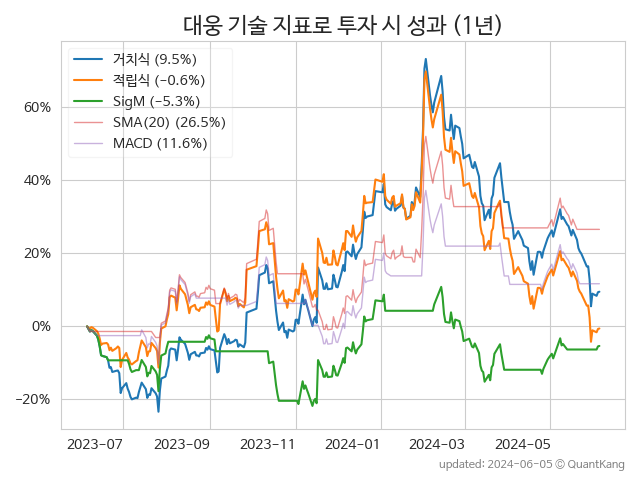 대웅 기술 지표로 투자 시 성과 (1년)
거치식 (9.5%)
적립식 (−0.6%)
SigM (−5.3%)
SMA(20) (26.5%)
MACD (11.6%)
60%
40%
20%
0%
−20%
2023-07 2023-09 2023-11 2024-01 2024-03 2024-05
updated: 2024-06-05 ⓒ QuantKang